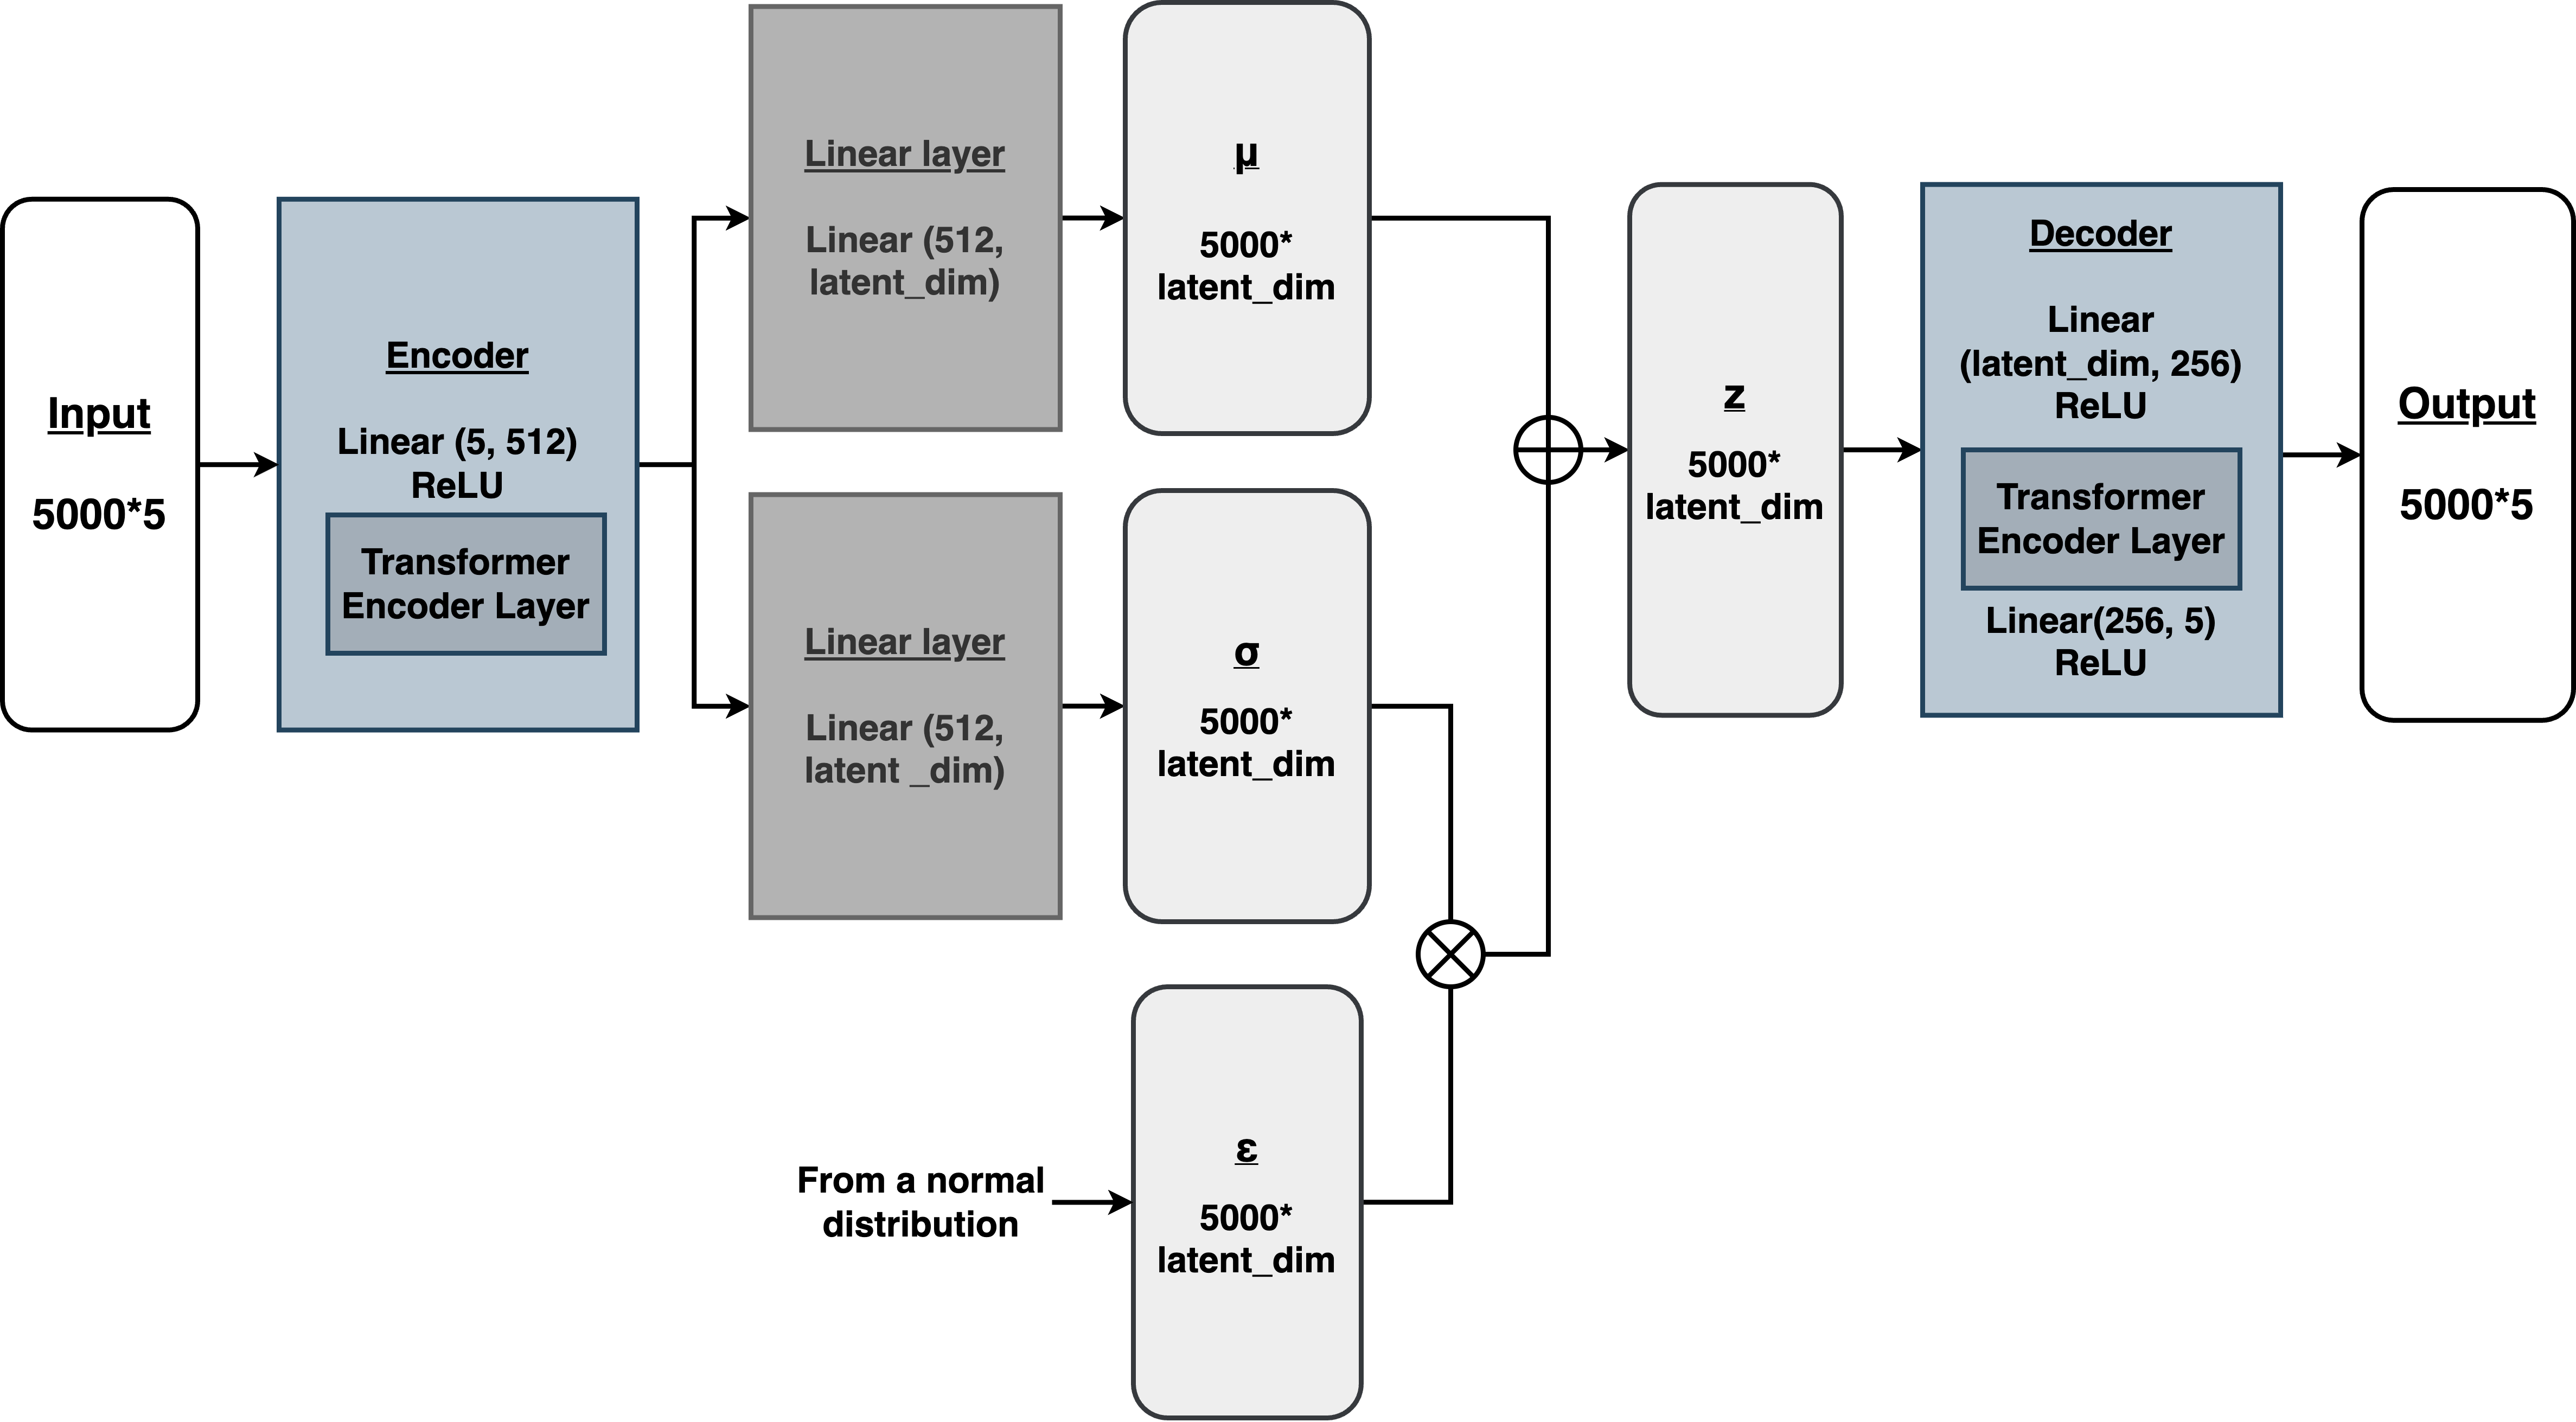 Input
5000*5
Encoder
Linear (5, 512)
ReLU
Transformer
Encoder Layer
Linear layer
Linear (512,
latent_dim)
μ
5000*
latent_dim
Linear layer
Linear (512,
latent _dim)
σ
5000*
latent_dim
From a normal
distribution
ε
5000*
latent_dim
z
5000*
latent_dim
Decoder
Linear
(latent_dim, 256)
ReLU
Transformer
Encoder Layer
Linear(256, 5)
ReLU
Output
5000*5